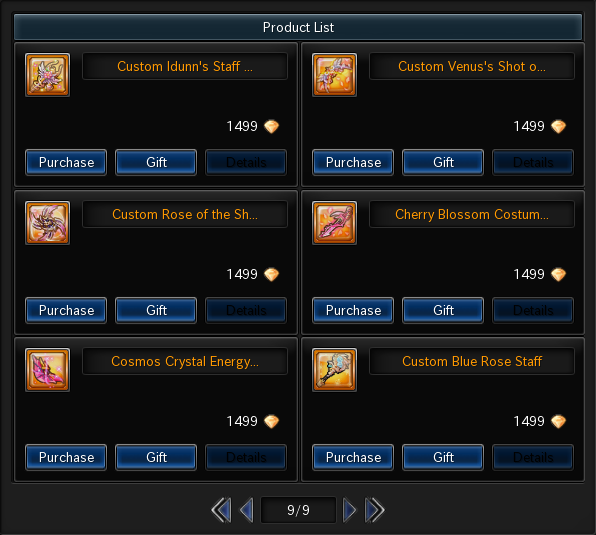 Product List
Custom Idunn's Staff ...
1499
Purchase
Gift
Details
Custom Venus's Shot o...
1499
Purchase
Gift
Details
Custom Rose of the Sh...
1499
Purchase
Gift
Details
Cherry Blossom Costum...
1499
Purchase
Gift
Details
Cosmos Crystal Energy...
1499
Purchase
Gift
Details
Custom Blue Rose Staff
1499
Purchase
Gift
Details
9/9